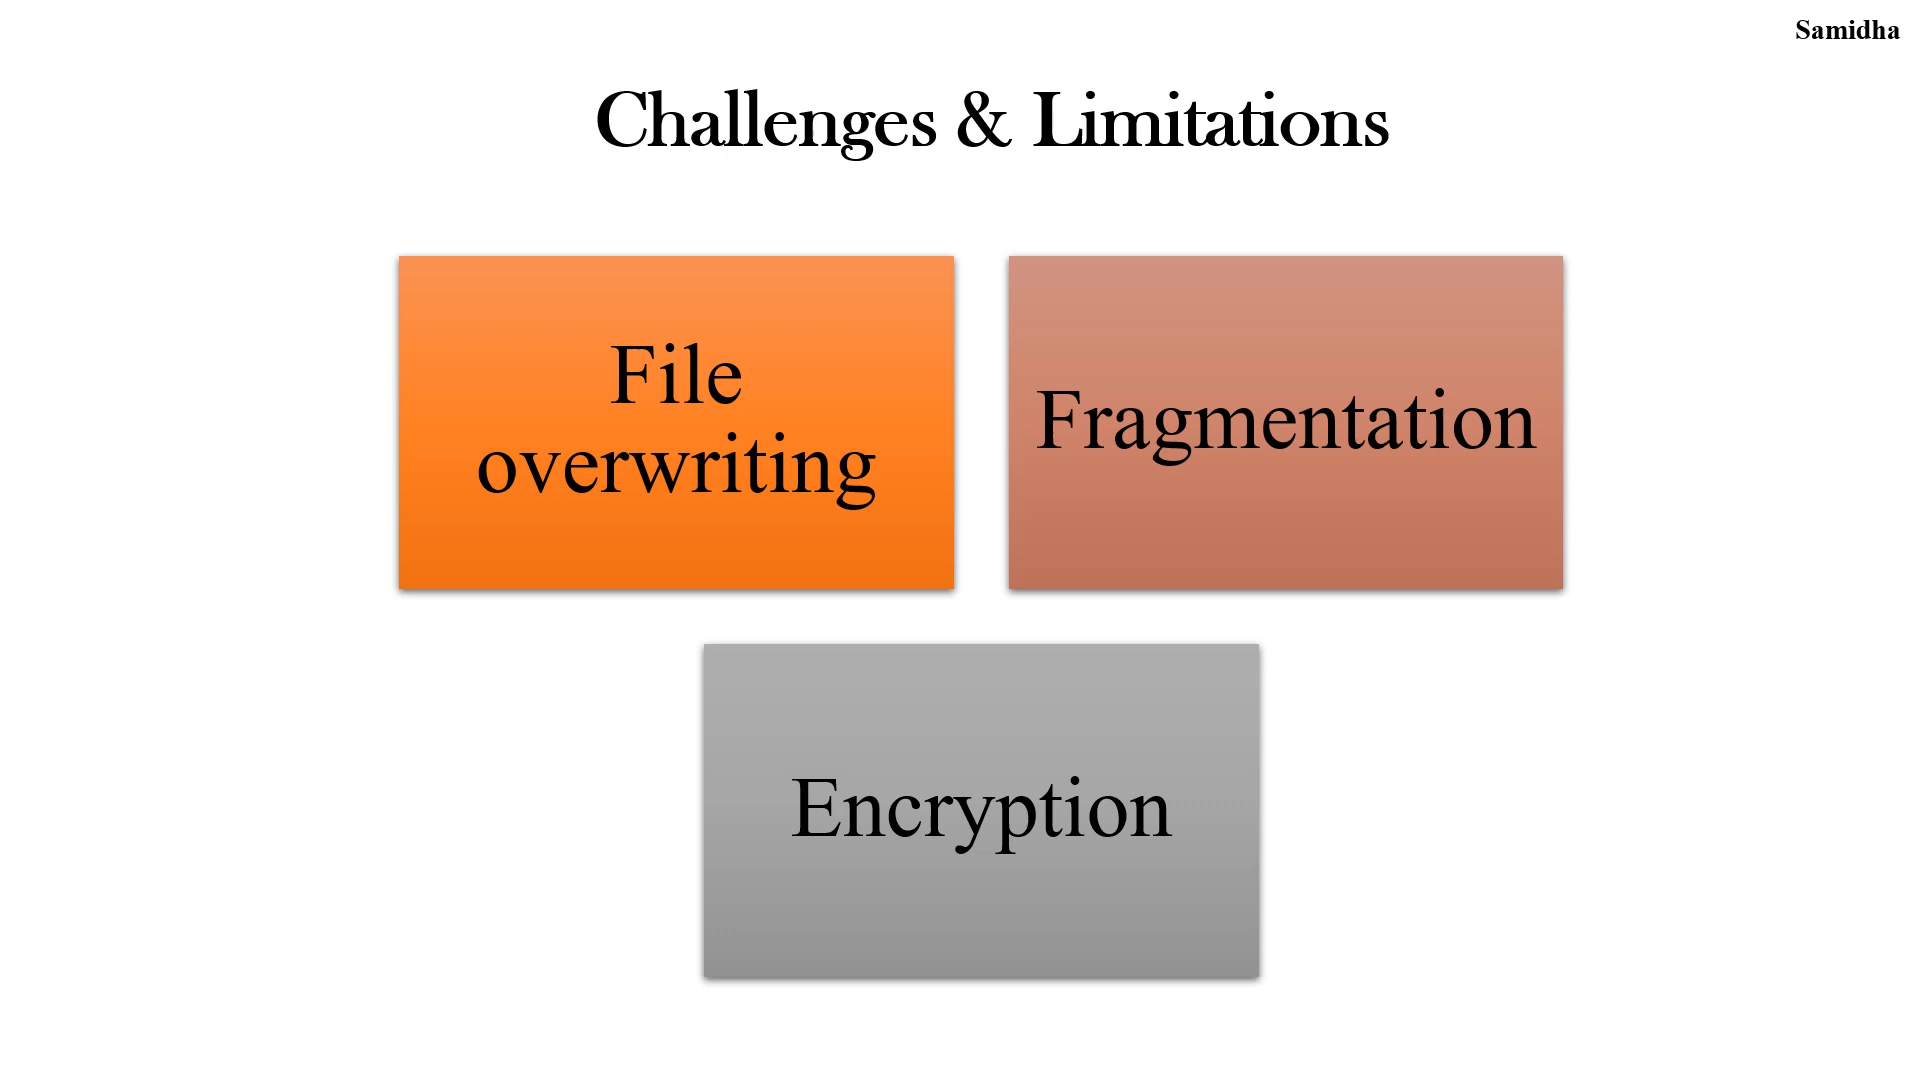 Samidha
Challenges & Limitations
File
overwriting
Fragmentation
Encryption